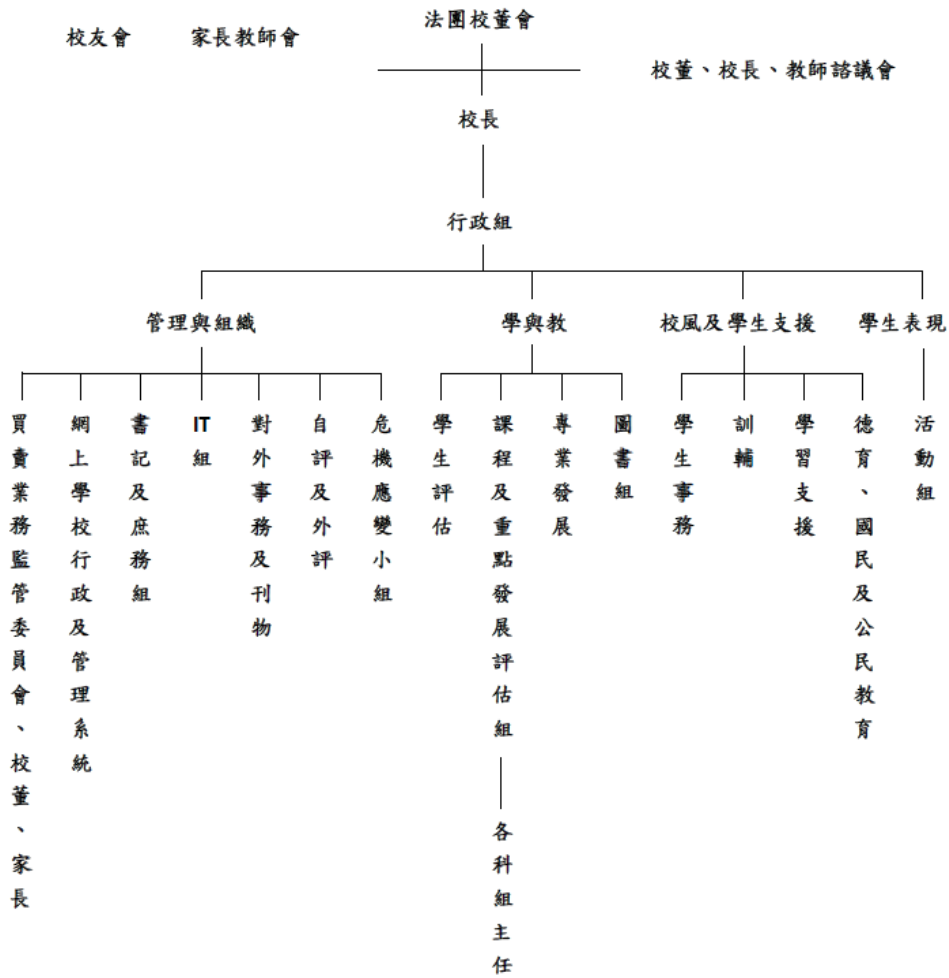 法團校董會
校友會
家長教師會
校董、校長、教師諮議會
校長
行政組
管理與組織
學與教
校風及學生支援
學生表現
買賣業務監管委員會、校董、家長
網上學校行政及管理系統
書記及庶務組
IT組
對外事務及刊物
自評及外評
危機應變小組
學生評估
課程及重點發展評估組
專業發展
圖書組
學生事務
訓輔
學習支援
德育、國民及公民教育
活動組
各科組主任